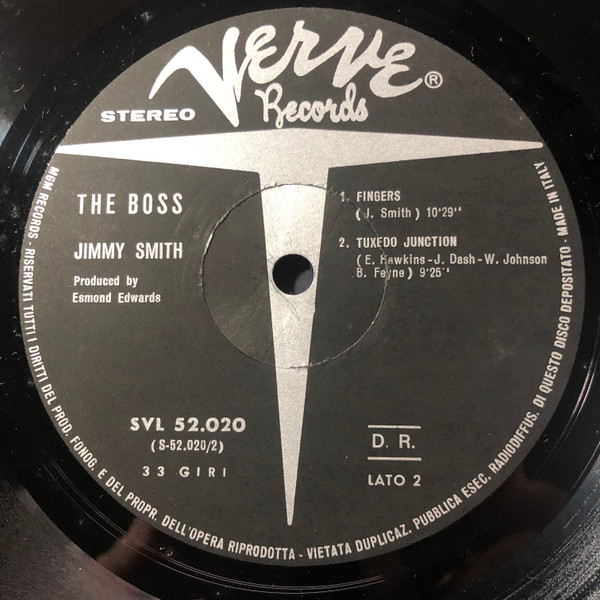 VERVE®
Records
STEREO
THE BOSS
JIMMY SMITH
Produced by
Esmond Edwards
1. FINGERS
(J. Smith) 10'29''
2. TUXEDO JUNCTION
(E. Hawkins-J. Dash-W. Johnson
B. Feyne) 9'25''
SVL 52.020
(S-52.020/2)
33 GIRI
D. R.
LATO 2
MGM RECORDS - RISERVATI TUTTI I DIRITTI DEL PROD. FONOG. E DEL PROPR. DELL'OPERA RIPRODOTTA - VIETATA DUPLICAZ. PUBBLICA ESEC. RADIODIFFUS. DI QUESTO DISCO DEPOSITATO - MADE IN ITALY